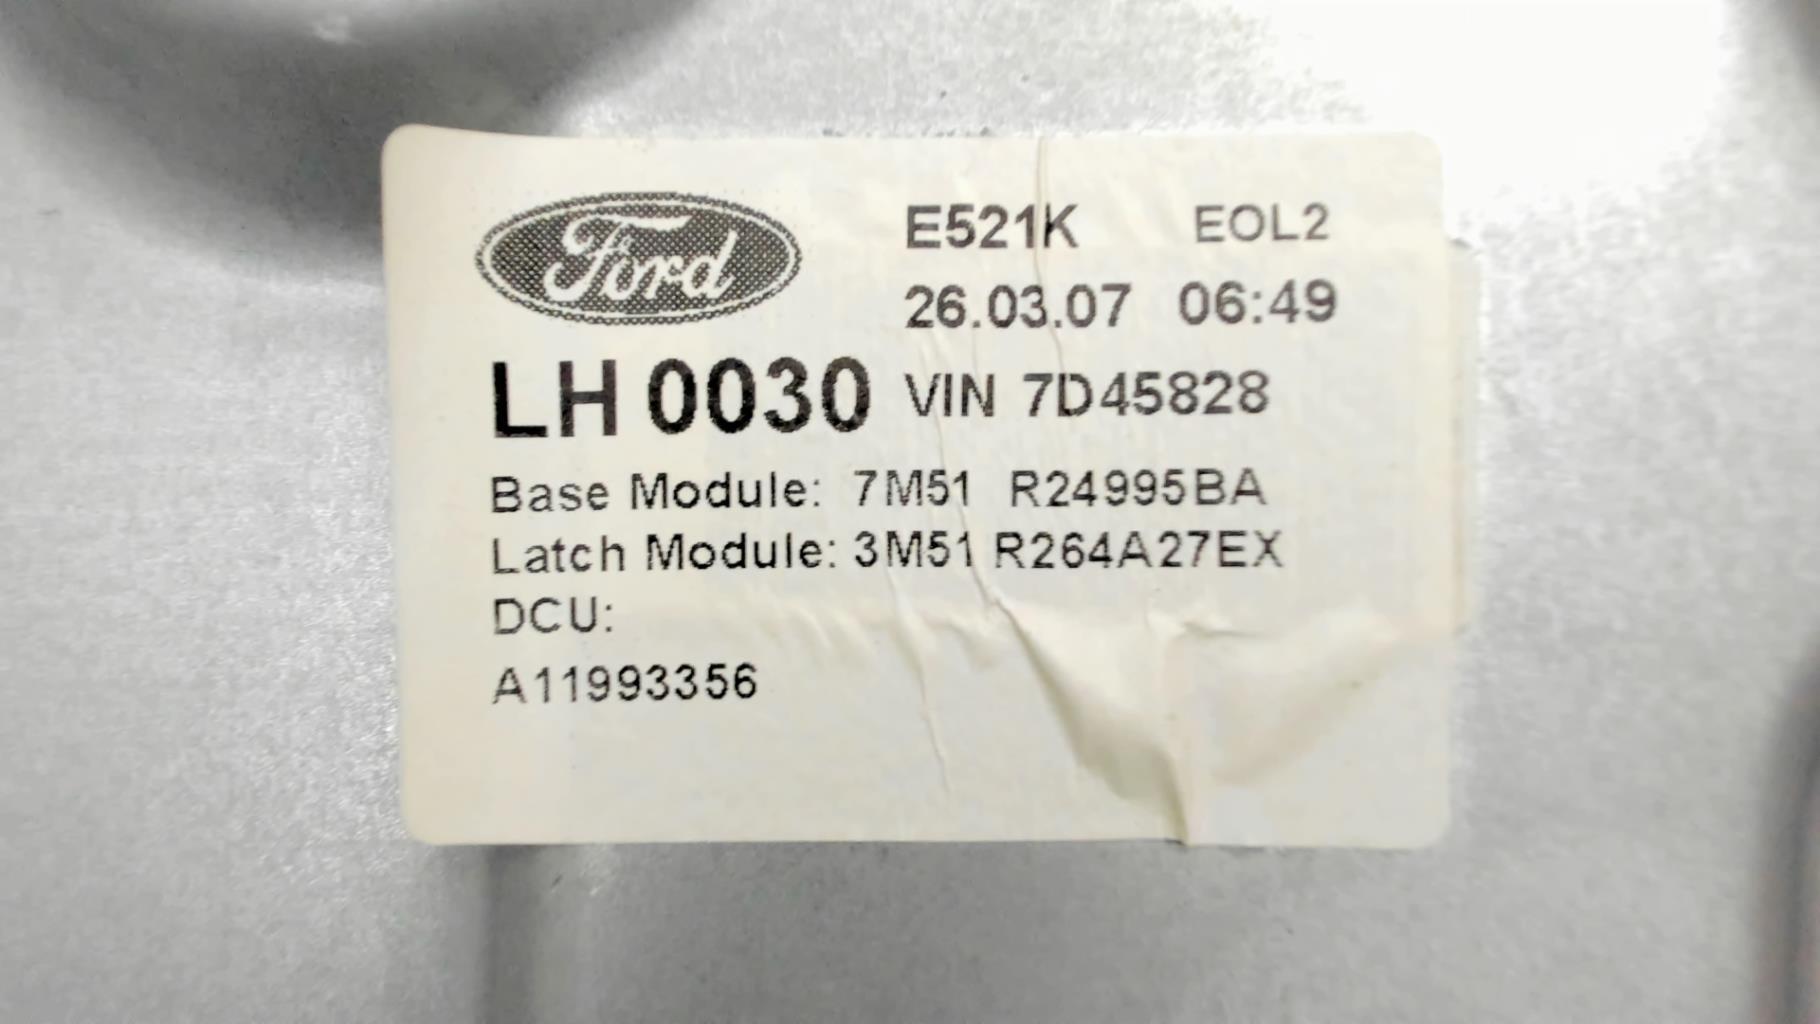 Ford
E521K EOL2
26.03.07 06:49
LH 0030 VIN 7D45828
Base Module: 7M51 R24995BA
Latch Module: 3M51 R264A27EX
DCU:
A11993356